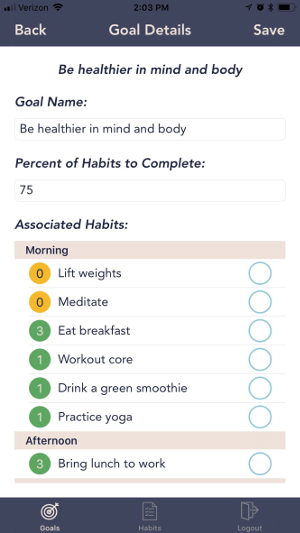 Verizon 2:03 PM
Back Goal Details Save
Be healthier in mind and body
Goal Name:
Be healthier in mind and body
Percent of Habits to Complete:
75
Associated Habits:
Morning
0 Lift weights
0 Meditate
3 Eat breakfast
1 Workout core
1 Drink a green smoothie
1 Practice yoga
Afternoon
3 Bring lunch to work
Goals Habits Logout